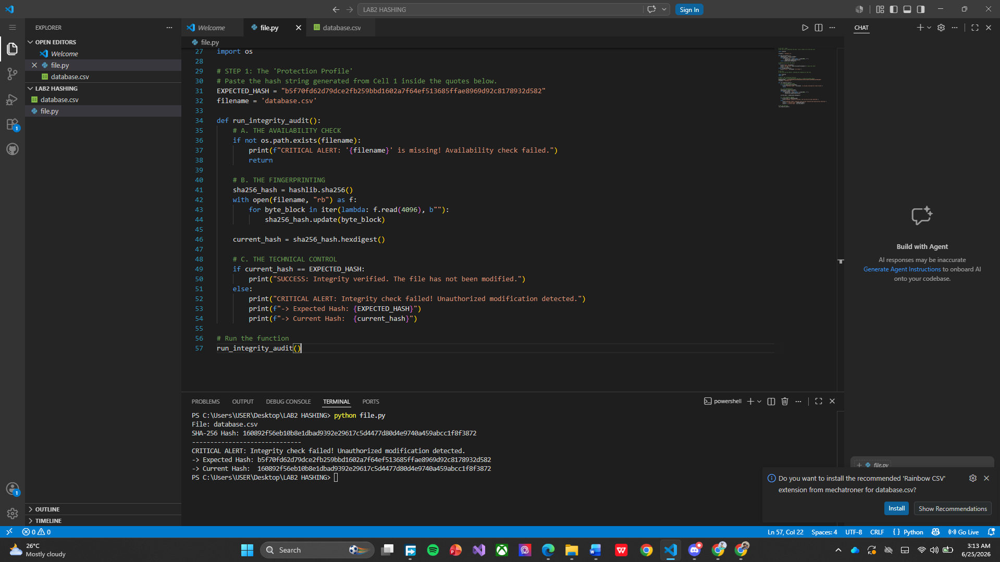 LAB2 HASHING
Sign In
EXPLORER
OPEN EDITORS
Welcome
file.py
database.csv
LAB2 HASHING
database.csv
file.py
OUTLINE
TIMELINE
Welcome
file.py
database.csv
file.py
27 import os
28
29 # STEP 1: The 'Protection Profile'
30 # Paste the hash string generated from Cell 1 inside the quotes below.
31 EXPECTED_HASH = "b5f70fd62d79dce2fb259bbd1602a7f64ef513685ffae8969d92c8178932d582"
32 filename = 'database.csv'
33
34 def run_integrity_audit():
35     # A. THE AVAILABILITY CHECK
36     if not os.path.exists(filename):
37         print(f"CRITICAL ALERT: '{filename}' is missing! Availability check failed.")
38         return
39
40     # B. THE FINGERPRINTING
41     sha256_hash = hashlib.sha256()
42     with open(filename, "rb") as f:
43         for byte_block in iter(lambda: f.read(4096), b""):
44             sha256_hash.update(byte_block)
45
46     current_hash = sha256_hash.hexdigest()
47
48     # C. THE TECHNICAL CONTROL
49     if current_hash == EXPECTED_HASH:
50         print("SUCCESS: Integrity verified. The file has not been modified.")
51     else:
52         print("CRITICAL ALERT: Integrity check failed! Unauthorized modification detected.")
53         print(f"-> Expected Hash: {EXPECTED_HASH}")
54         print(f"-> Current Hash:  {current_hash}")
55
56 # Run the function
57 run_integrity_audit()
PROBLEMS OUTPUT DEBUG CONSOLE TERMINAL PORTS
powershell
PS C:\Users\USER\Desktop\LAB2 HASHING> python file.py
File: database.csv
SHA-256 Hash: 160892f56eb10b8e1dbad9392e29617c5d4477d80d4e9740a459abcc1f8f3872
------------------------------
CRITICAL ALERT: Integrity check failed! Unauthorized modification detected.
-> Expected Hash: b5f70fd62d79dce2fb259bbd1602a7f64ef513685ffae8969d92c8178932d582
-> Current Hash:  160892f56eb10b8e1dbad9392e29617c5d4477d80d4e9740a459abcc1f8f3872
PS C:\Users\USER\Desktop\LAB2 HASHING>
CHAT
Build with Agent
AI responses may be inaccurate
Generate Agent Instructions to onboard AI
onto your codebase.
file.py
Do you want to install the recommended 'Rainbow CSV'
extension from mechatroner for database.csv?
Install
Show Recommendations
1
1
0 0
Ln 57, Col 22 Spaces: 4 UTF-8 CRLF { } Python Go Live
26°C
Mostly cloudy
Search
3:13 AM
6/25/2026